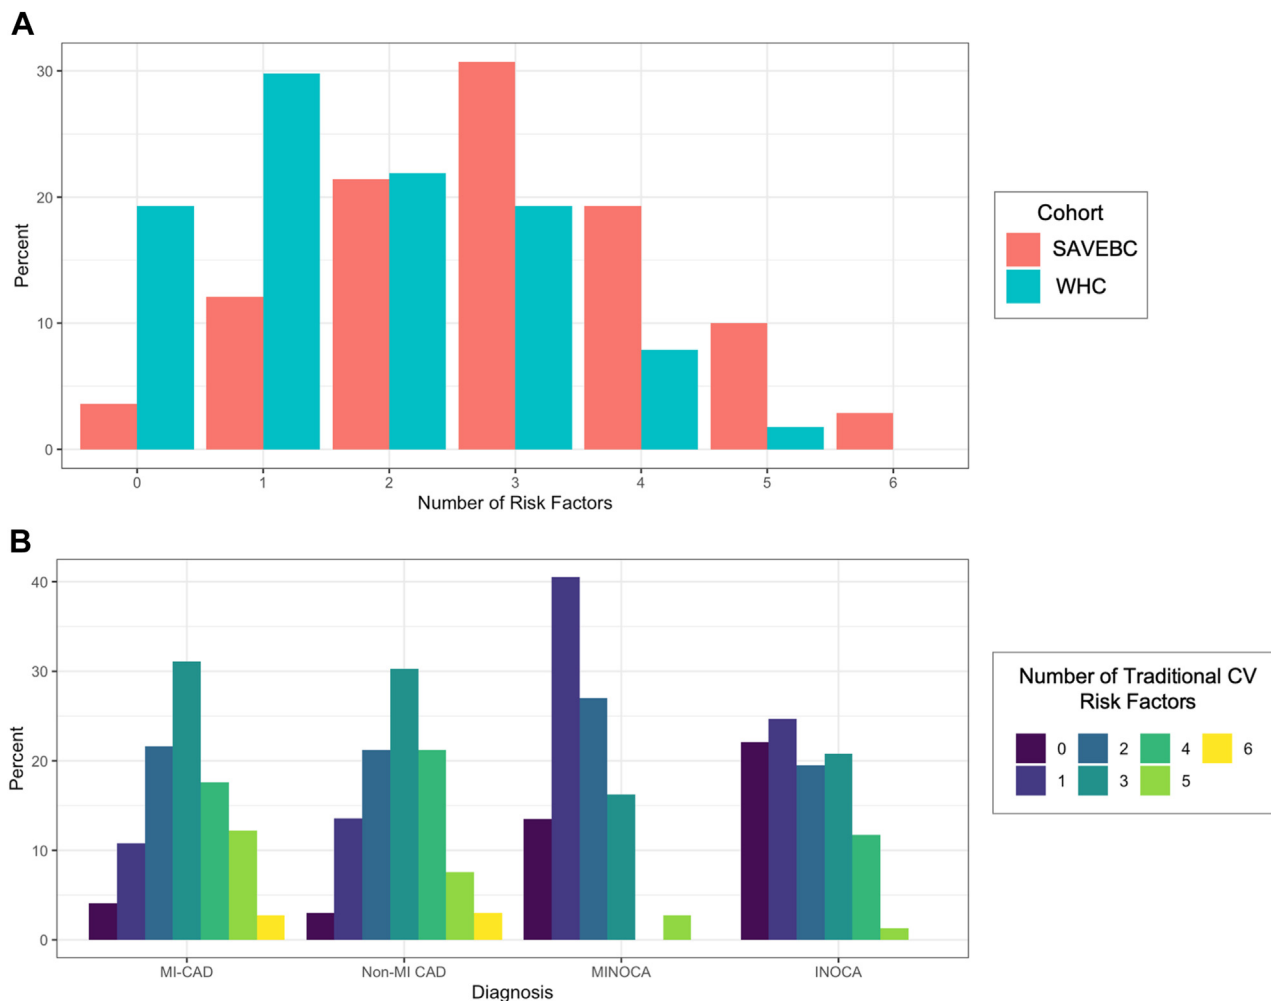 A
30
20
10
0
Percent
0 1 2 3 4 5 6
Number of Risk Factors
Cohort
SAVEBC
WHC
B
40
30
20
10
0
Percent
MI-CAD Non-MI CAD MINOCA INOCA
Diagnosis
Number of Traditional CV
Risk Factors
0 2 4 6
1 3 5